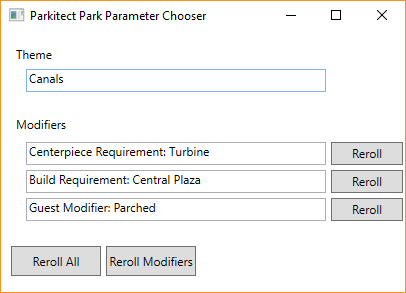 Parkitect Park Parameter Chooser
Theme
Canals
Modifiers
Centerpiece Requirement: Turbine Reroll
Build Requirement: Central Plaza Reroll
Guest Modifier: Parched Reroll
Reroll All Reroll Modifiers